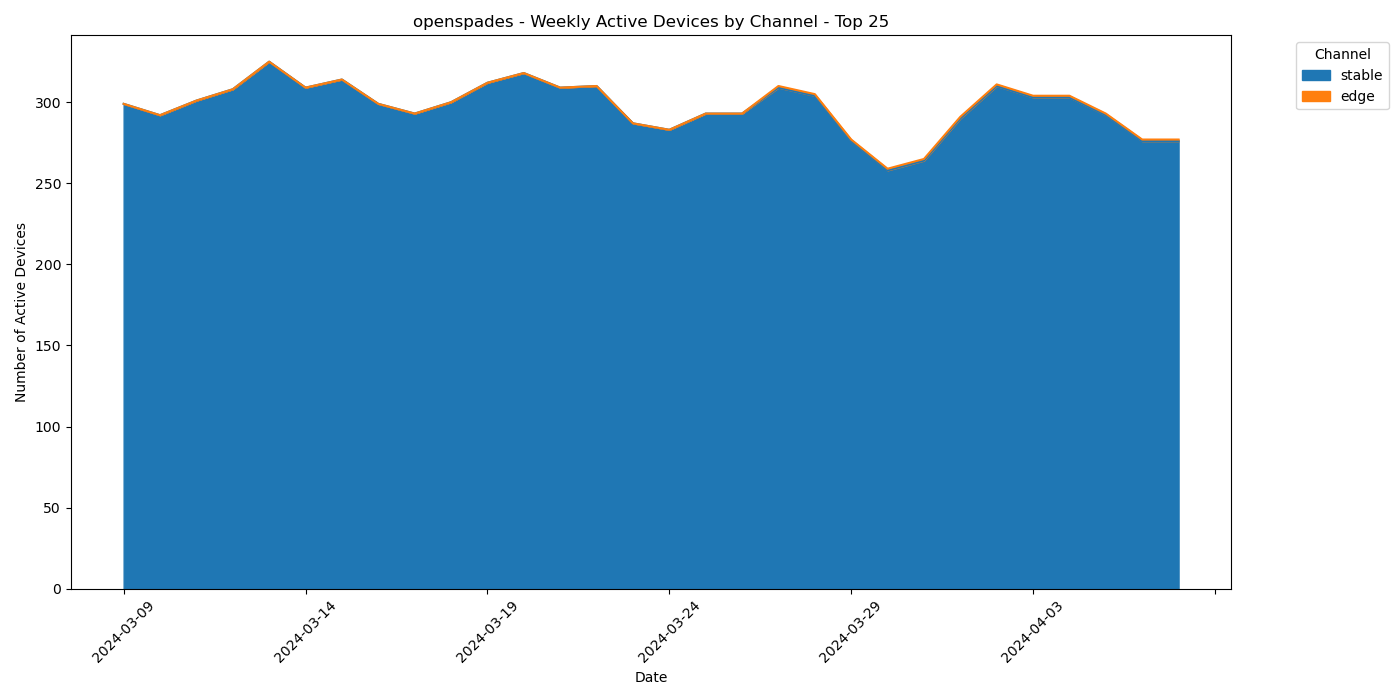 openspades - Weekly Active Devices by Channel - Top 25
Channel
stable
edge
300
250
200
150
100
50
0
Number of Active Devices
2024-03-09
2024-03-14
2024-03-19
2024-03-24
2024-03-29
2024-04-03
Date